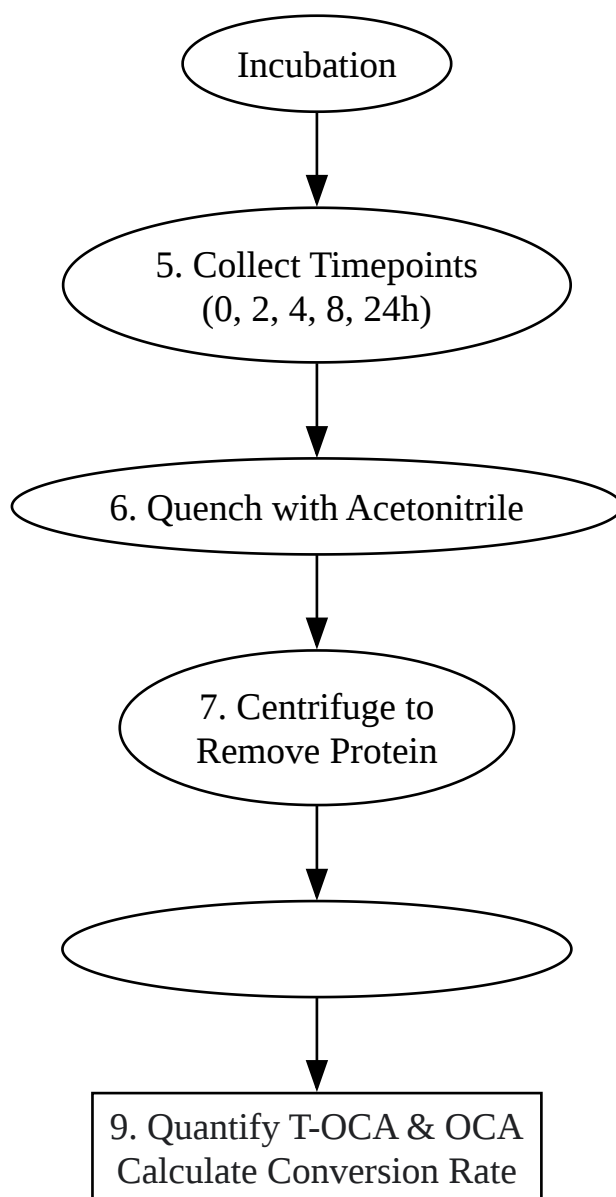 Incubation
5. Collect Timepoints
(0, 2, 4, 8, 24h)
6. Quench with Acetonitrile
7. Centrifuge to
Remove Protein
9. Quantify T-OCA & OCA
Calculate Conversion Rate